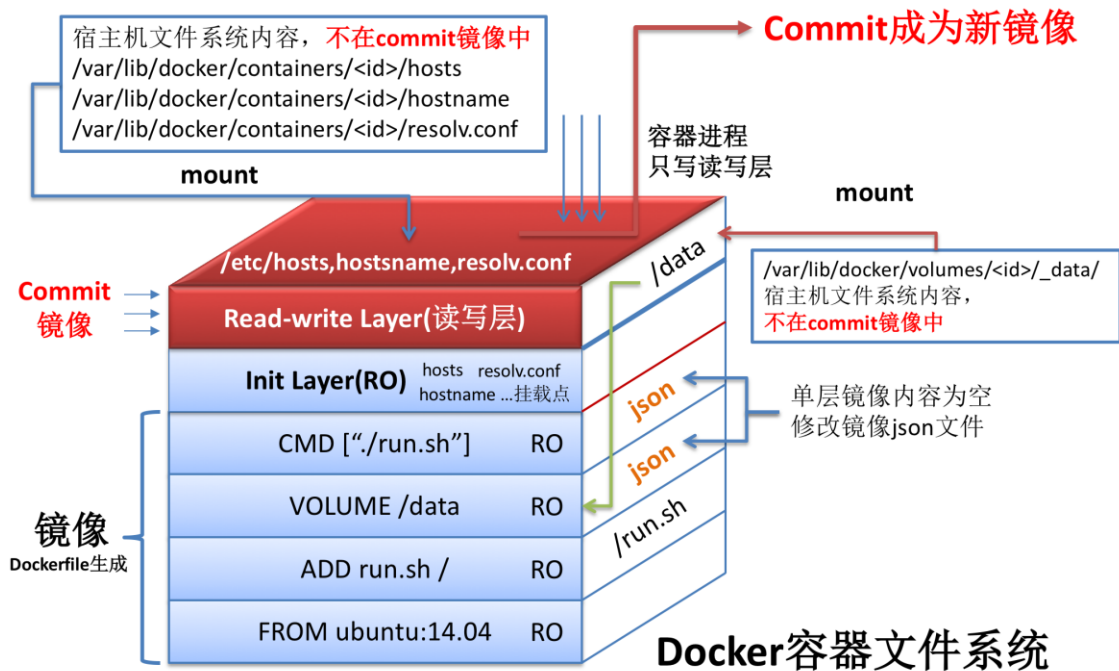 宿主机文件系统内容，不在commit镜像中
/var/lib/docker/containers/<id>/hosts
/var/lib/docker/containers/<id>/hostname
/var/lib/docker/containers/<id>/resolv.conf
Commit成为新镜像
容器进程
只写读写层
mount
mount
/etc/hosts,hostsname,resolv.conf
/data
/var/lib/docker/volumes/<id>/_data/
宿主机文件系统内容，
不在commit镜像中
Commit
镜像
Read-write Layer(读写层)
Init Layer(RO)
hosts resolv.conf
hostname ...挂载点
json
单层镜像内容为空
修改镜像json文件
CMD [“./run.sh”] RO
json
VOLUME /data RO
/run.sh
镜像
Dockerfile生成
ADD run.sh / RO
FROM ubuntu:14.04 RO
Docker容器文件系统